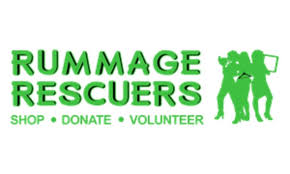 RUMMAGE
RESCUERS
SHOP • DONATE • VOLUNTEER